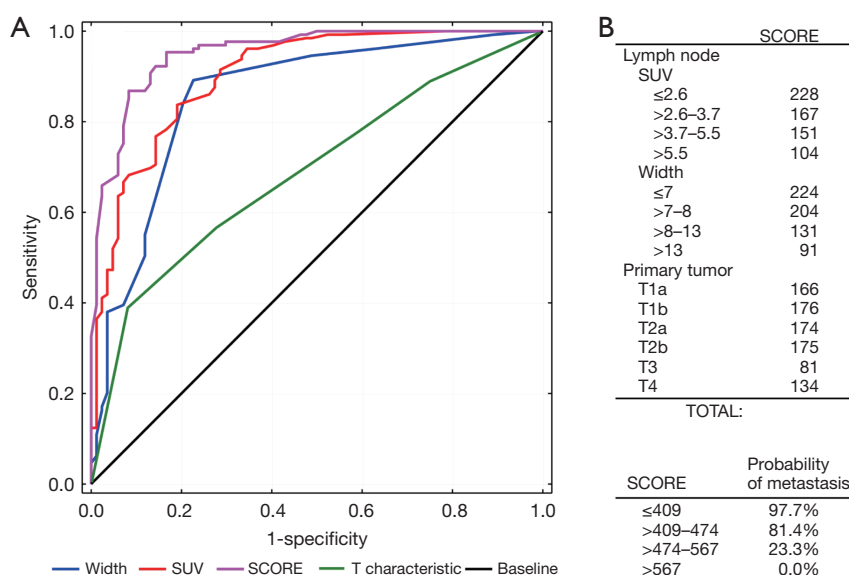 A
1.0
0.8
0.6
0.4
0.2
0.0
Sensitivity
0.0 0.2 0.4 0.6 0.8 1.0
1-specificity
Width SUV SCORE T characteristic Baseline
B
SCORE
Lymph node
SUV
≤2.6 228
>2.6–3.7 167
>3.7–5.5 151
>5.5 104
Width
≤7 224
>7–8 204
>8–13 131
>13 91
Primary tumor
T1a 166
T1b 176
T2a 174
T2b 175
T3 81
T4 134
TOTAL:
Probability
SCORE of metastasis
≤409 97.7%
>409–474 81.4%
>474–567 23.3%
>567 0.0%